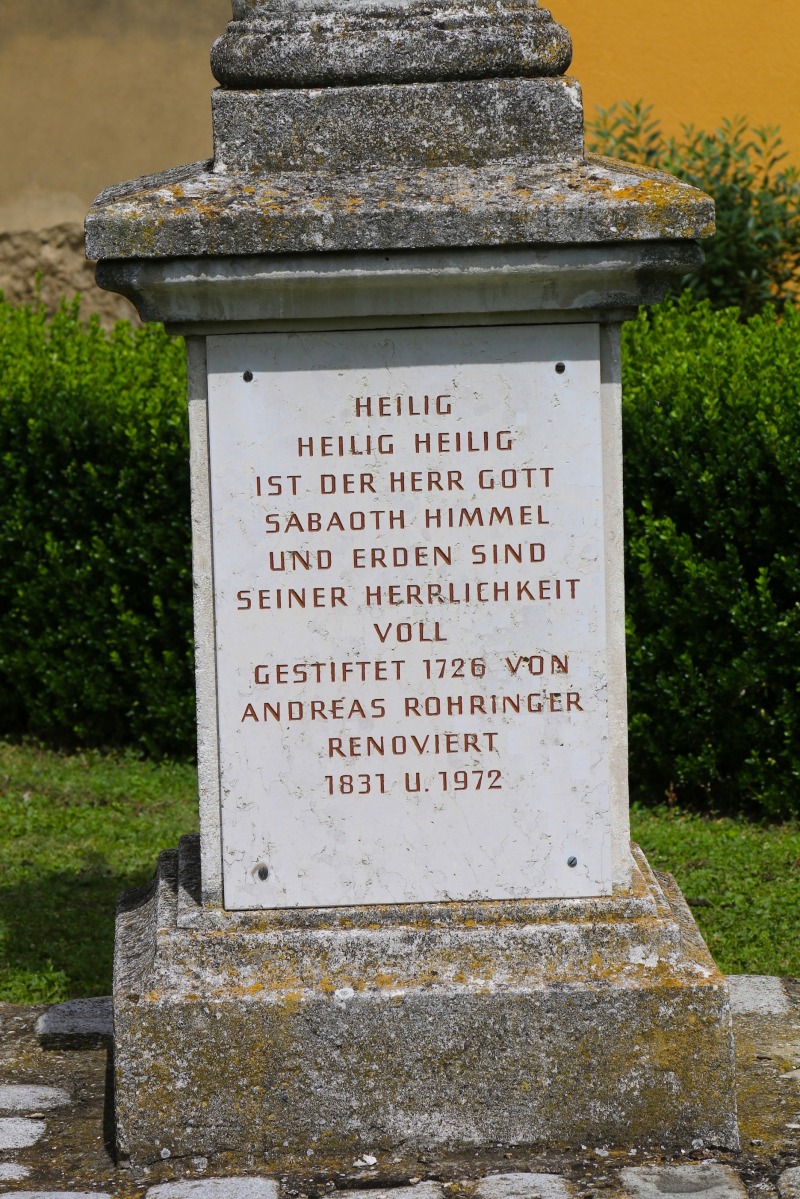 HEILIG
HEILIG HEILIG
IST DER HERR GOTT
SABAOTH HIMMEL
UND ERDEN SIND
SEINER HERRLICHKEIT
VOLL
GESTIFTET 1726 VON
ANDREAS ROHRINGER
RENOVIERT
1831 U. 1972